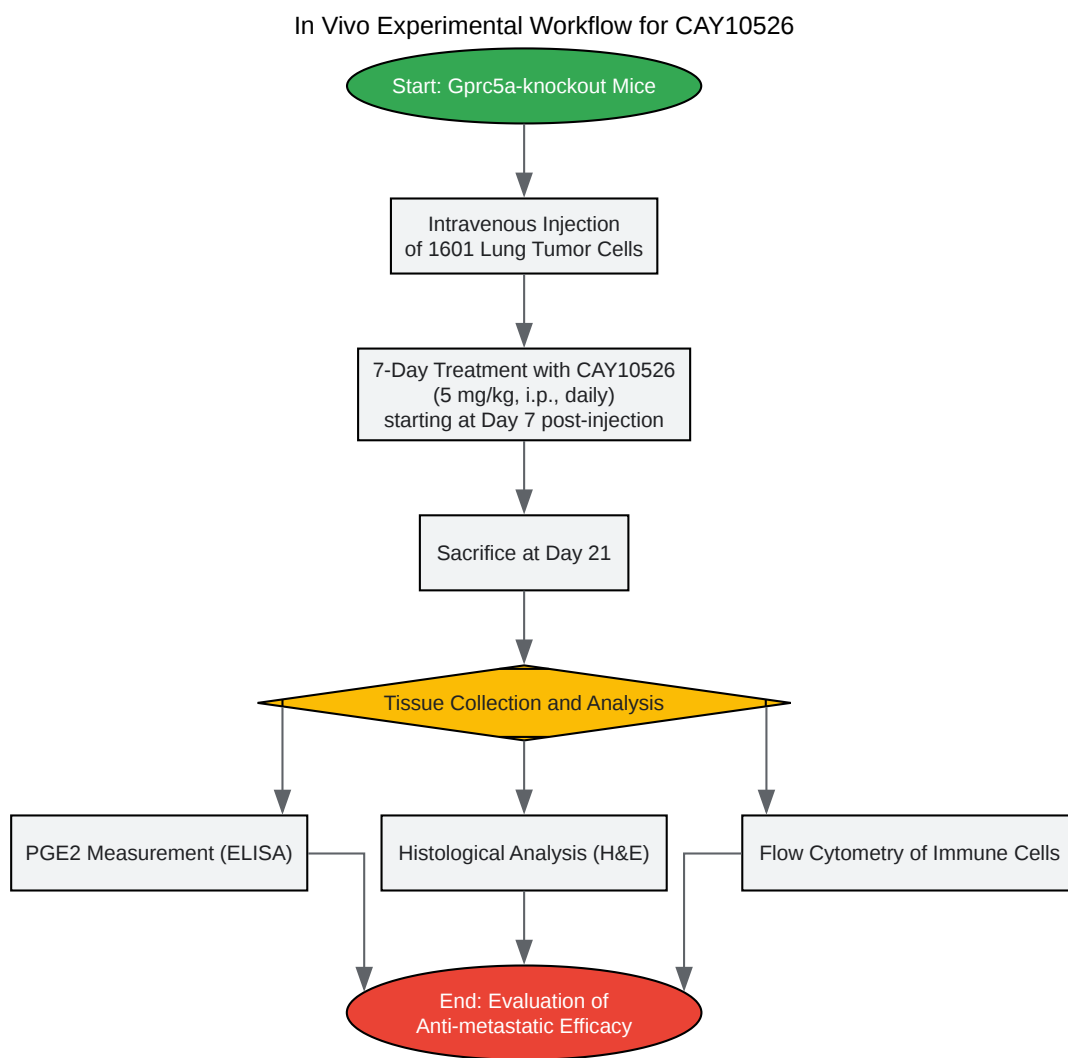 In Vivo Experimental Workflow for CAY10526
Start: Gprc5a-knockout Mice
Intravenous Injection
of 1601 Lung Tumor Cells
7-Day Treatment with CAY10526
(5 mg/kg, i.p., daily)
starting at Day 7 post-injection
Sacrifice at Day 21
Tissue Collection and Analysis
PGE2 Measurement (ELISA)
Histological Analysis (H&E)
Flow Cytometry of Immune Cells
End: Evaluation of
Anti-metastatic Efficacy